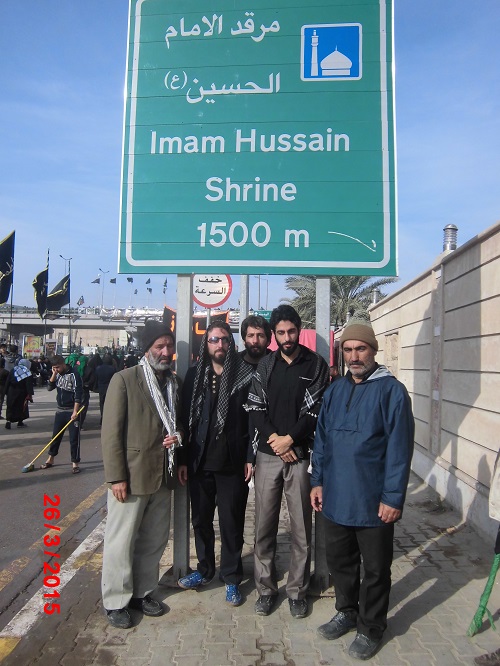 مرقد الامام
الحسين (ع)
Imam Hussain
Shrine
1500 m
خفف
السرعة
26/3/2015